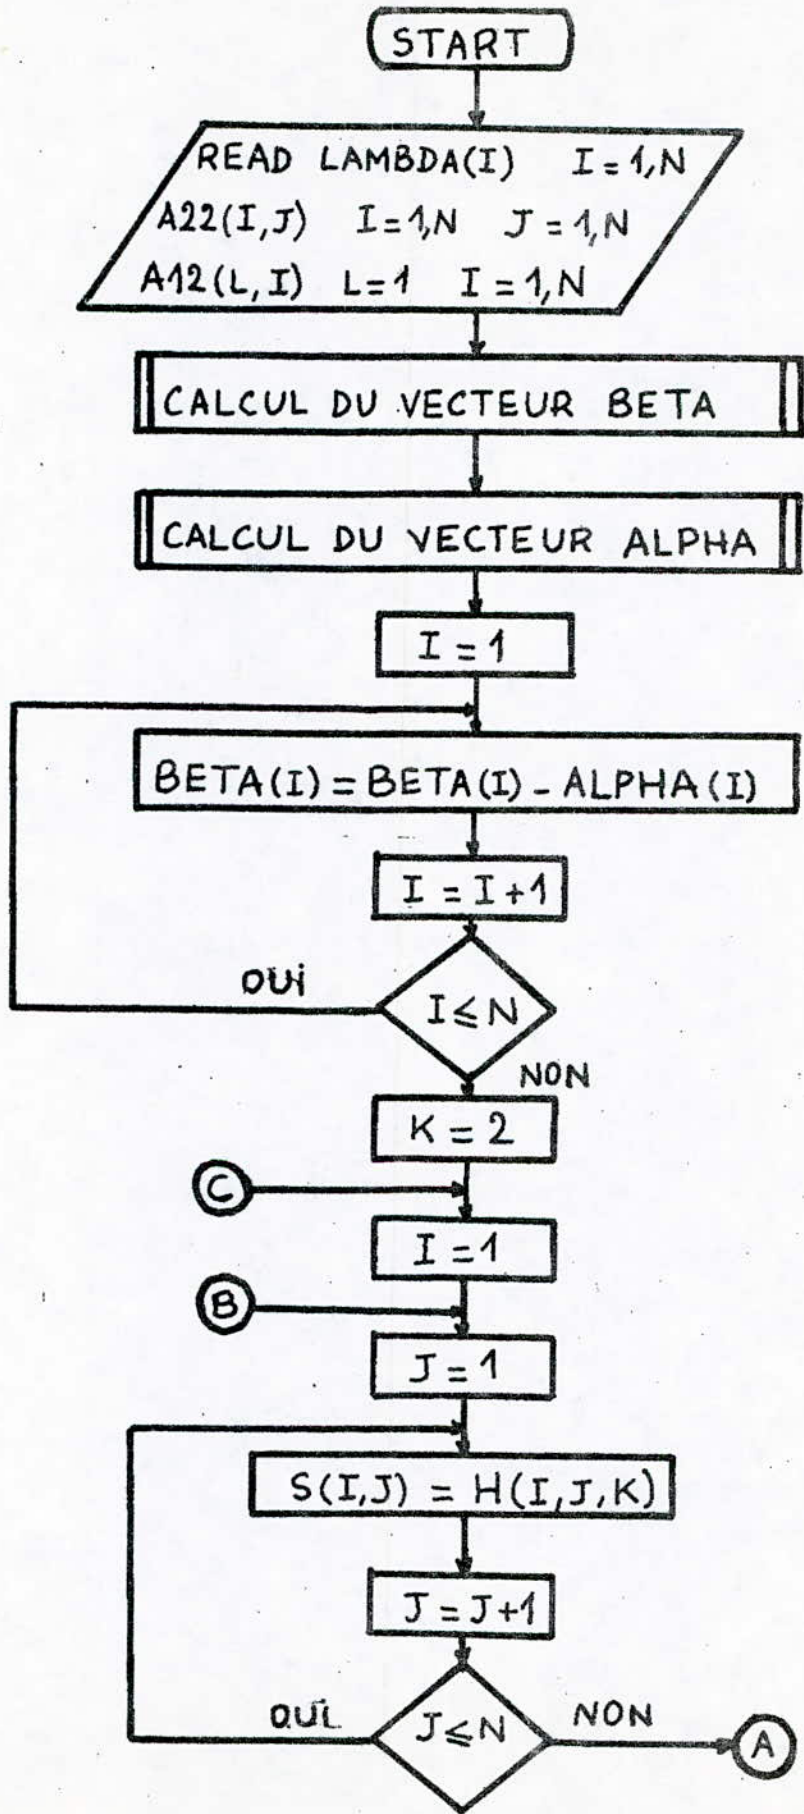 START
READ LAMBDA(I) I=1,N
A22(I,J) I=1,N J=1,N
A12(L,I) L=1 I=1,N
CALCUL DU VECTEUR BETA
CALCUL DU VECTEUR ALPHA
I=1
BETA(I)=BETA(I)-ALPHA(I)
I=I+1
OUi
I≤N
NON
K=2
C
I=1
B
J=1
S(I,J)=H(I,J,K)
J=J+1
OUI
J≤N
NON
A